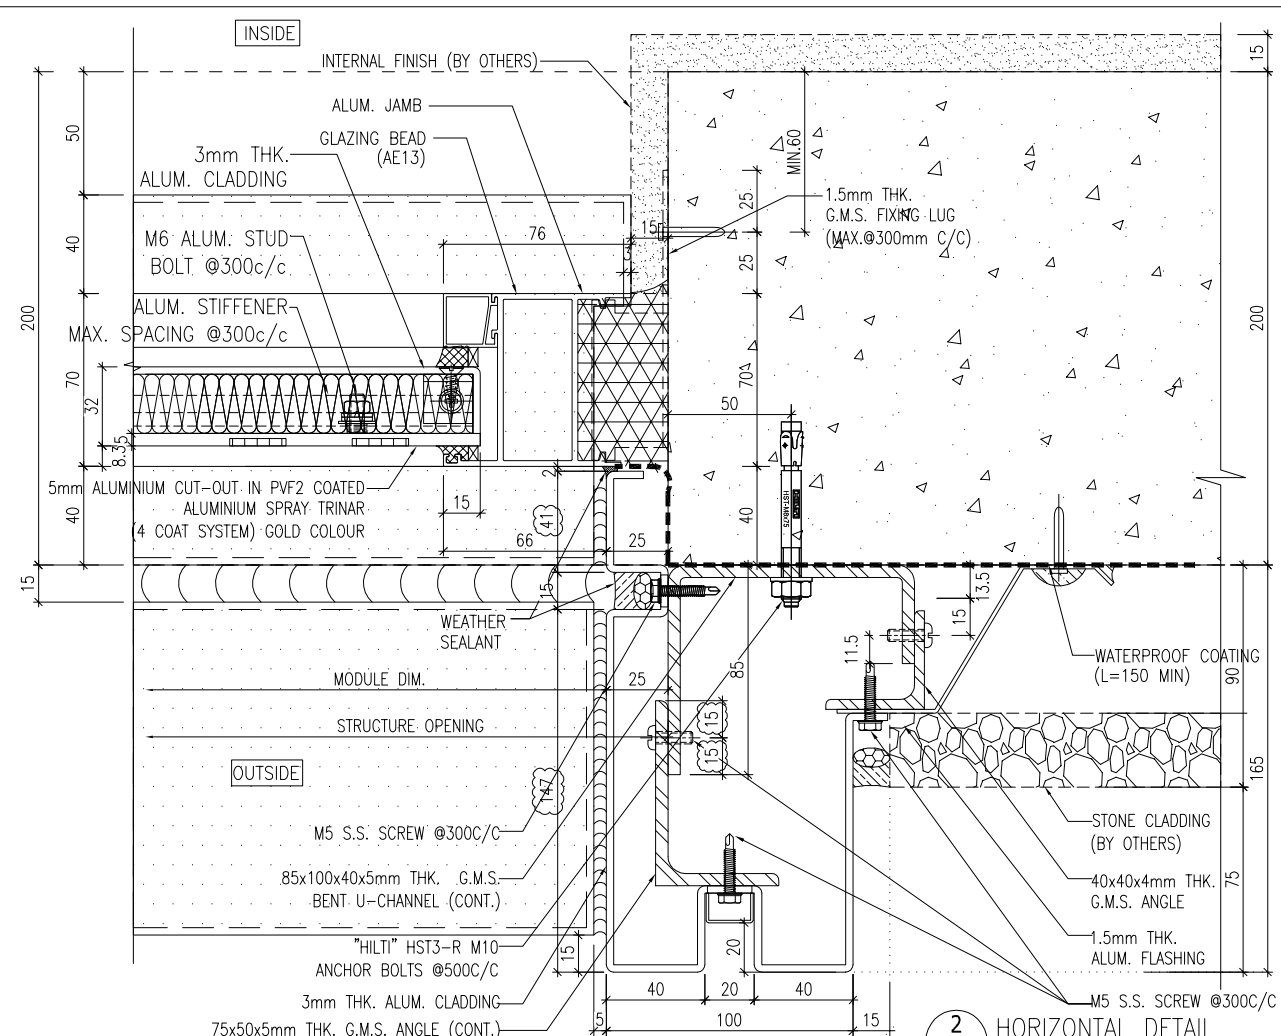 INSIDE
INTERNAL FINISH (BY OTHERS)
ALUM. JAMB
GLAZING BEAD
(AE13)
3mm THK.
ALUM. CLADDING
M6 ALUM. STUD
BOLT @300c/c
ALUM. STIFFENER
MAX. SPACING @300c/c
5mm ALUMINIUM CUT-OUT IN PVF2 COATED
ALUMINIUM SPRAY TRINAR
(4 COAT SYSTEM) GOLD COLOUR
1.5mm THK.
G.M.S. FIXING LUG
(MAX.@300mm C/C)
MIN.60
15
200
50
40
70
32
8.35
40
200
15
76
15
3
25
25
70
50
40
HST-M8/75
15
66
25
2
41
15
WEATHER
SEALANT
MODULE DIM.
25
STRUCTURE OPENING
OUTSIDE
147
85
15
15
11.5
13.5
15
WATERPROOF COATING
(L=150 MIN)
90
165
75
M5 S.S. SCREW @300C/C
85x100x40x5mm THK. G.M.S.
BENT U-CHANNEL (CONT.)
"HILTI" HST3-R M10
ANCHOR BOLTS @500C/C
3mm THK. ALUM. CLADDING
75x50x5mm THK. G.M.S. ANGLE (CONT.)
STONE CLADDING
(BY OTHERS)
40x40x4mm THK.
G.M.S. ANGLE
1.5mm THK.
ALUM. FLASHING
M5 S.S. SCREW @300C/C
15
20
40
20
40
5
100
15
2
HORIZONTAL DETAIL